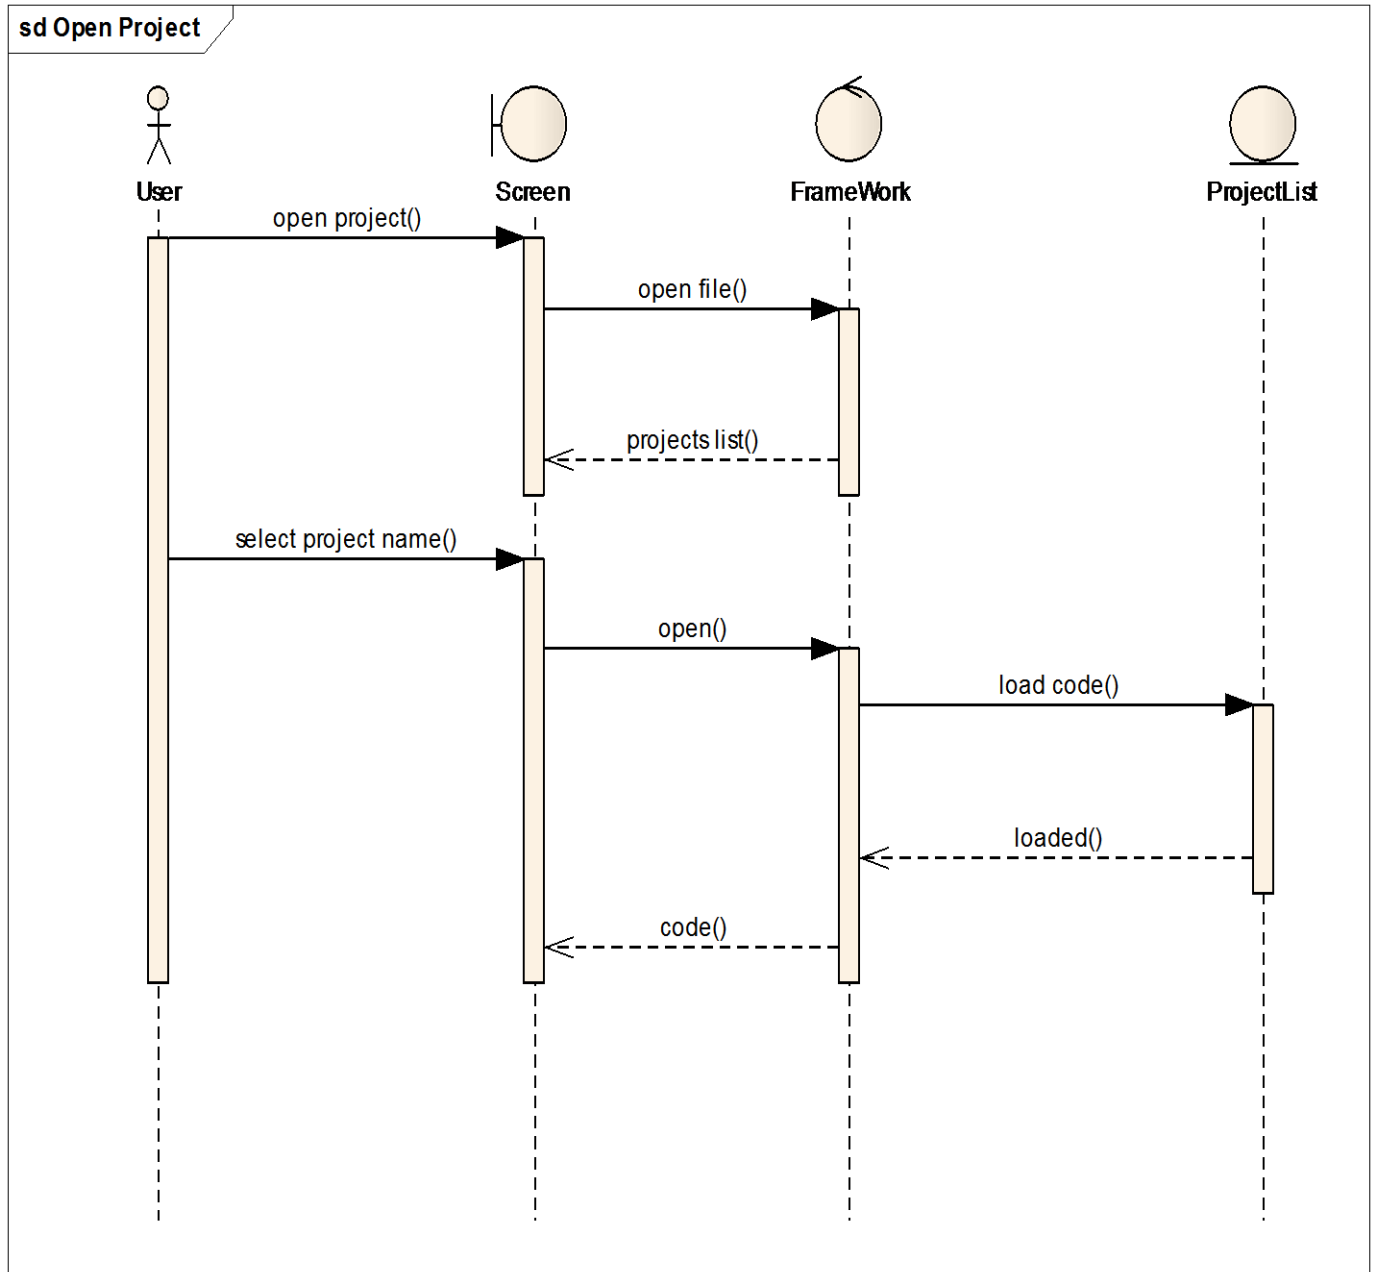 sd Open Project
User
Screen
FrameWork
ProjectList
open project()
open file()
projects list()
select project name()
open()
load code()
loaded()
code()